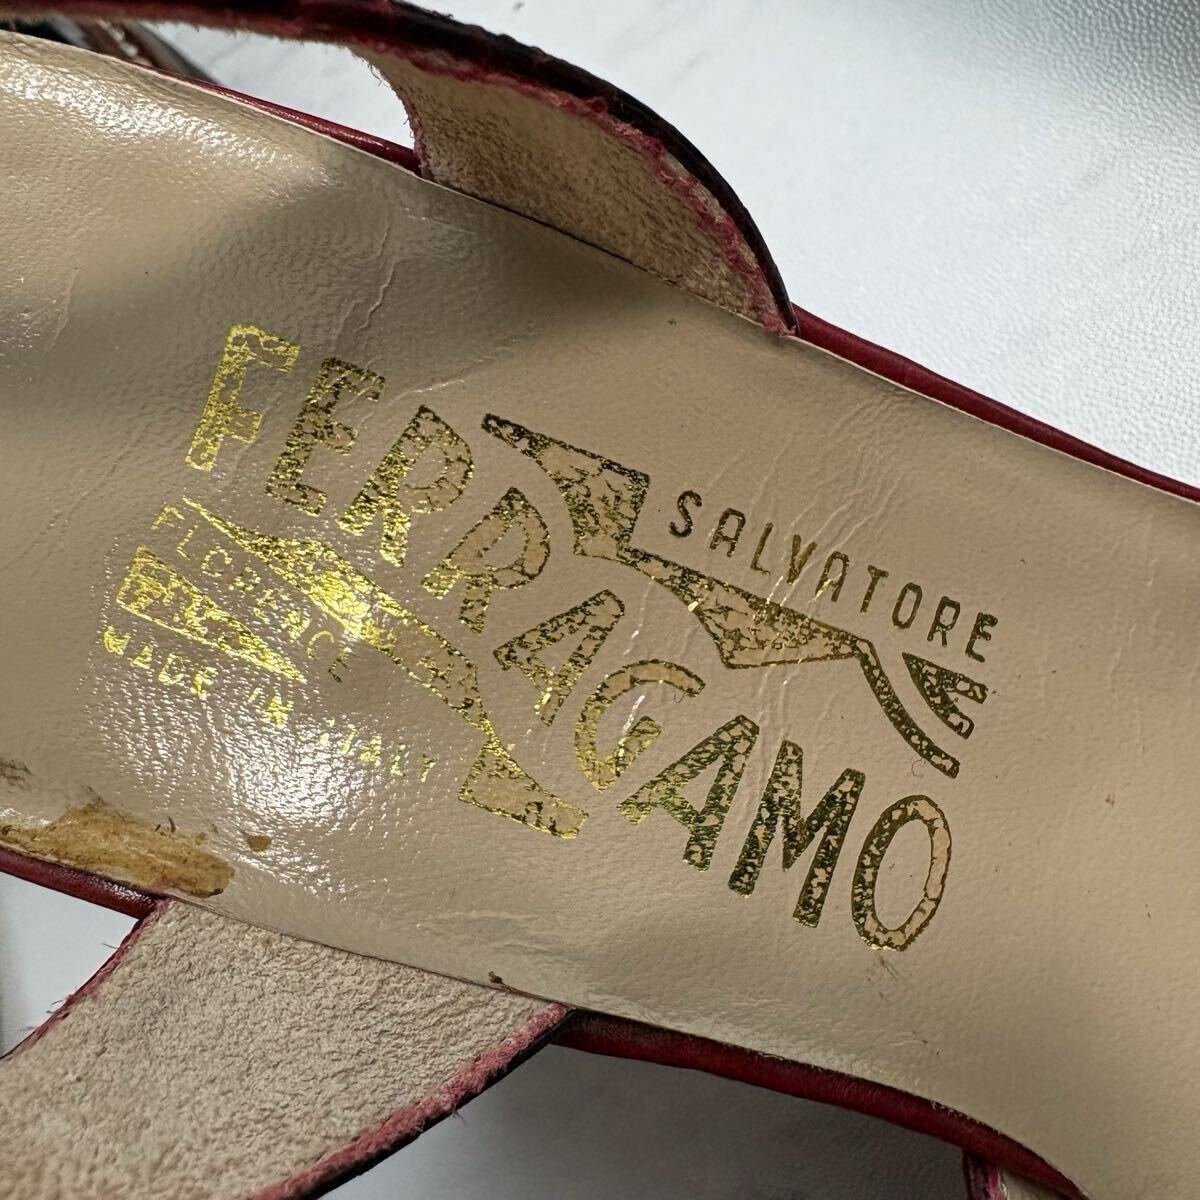 SALVATORE
FERRAGAMO
FLORENCE
MADE IN ITALY